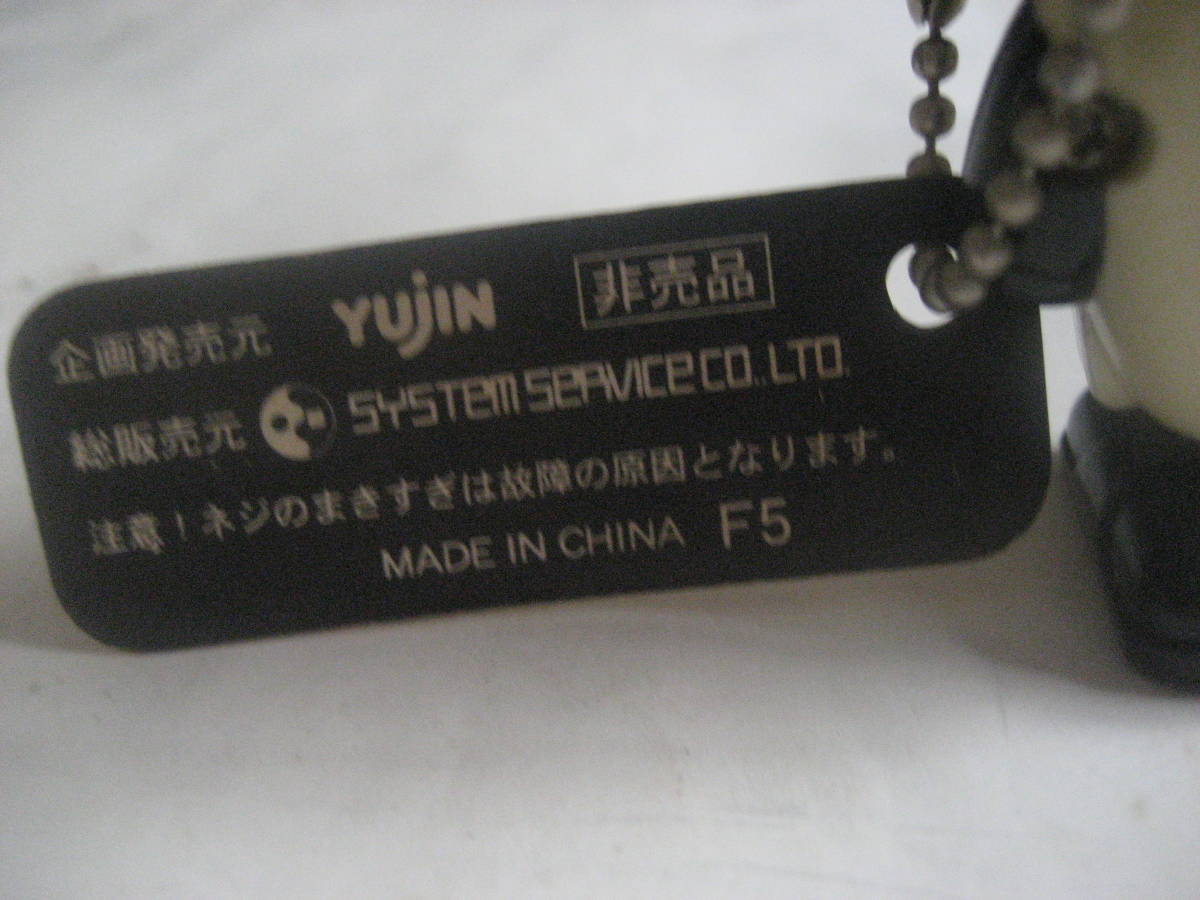 企画発売元 YUJIN 非売品
総販売元 SYSTEM SERVICE CO., LTD.
注意！ネジのまきすぎは故障の原因となります。
MADE IN CHINA F5